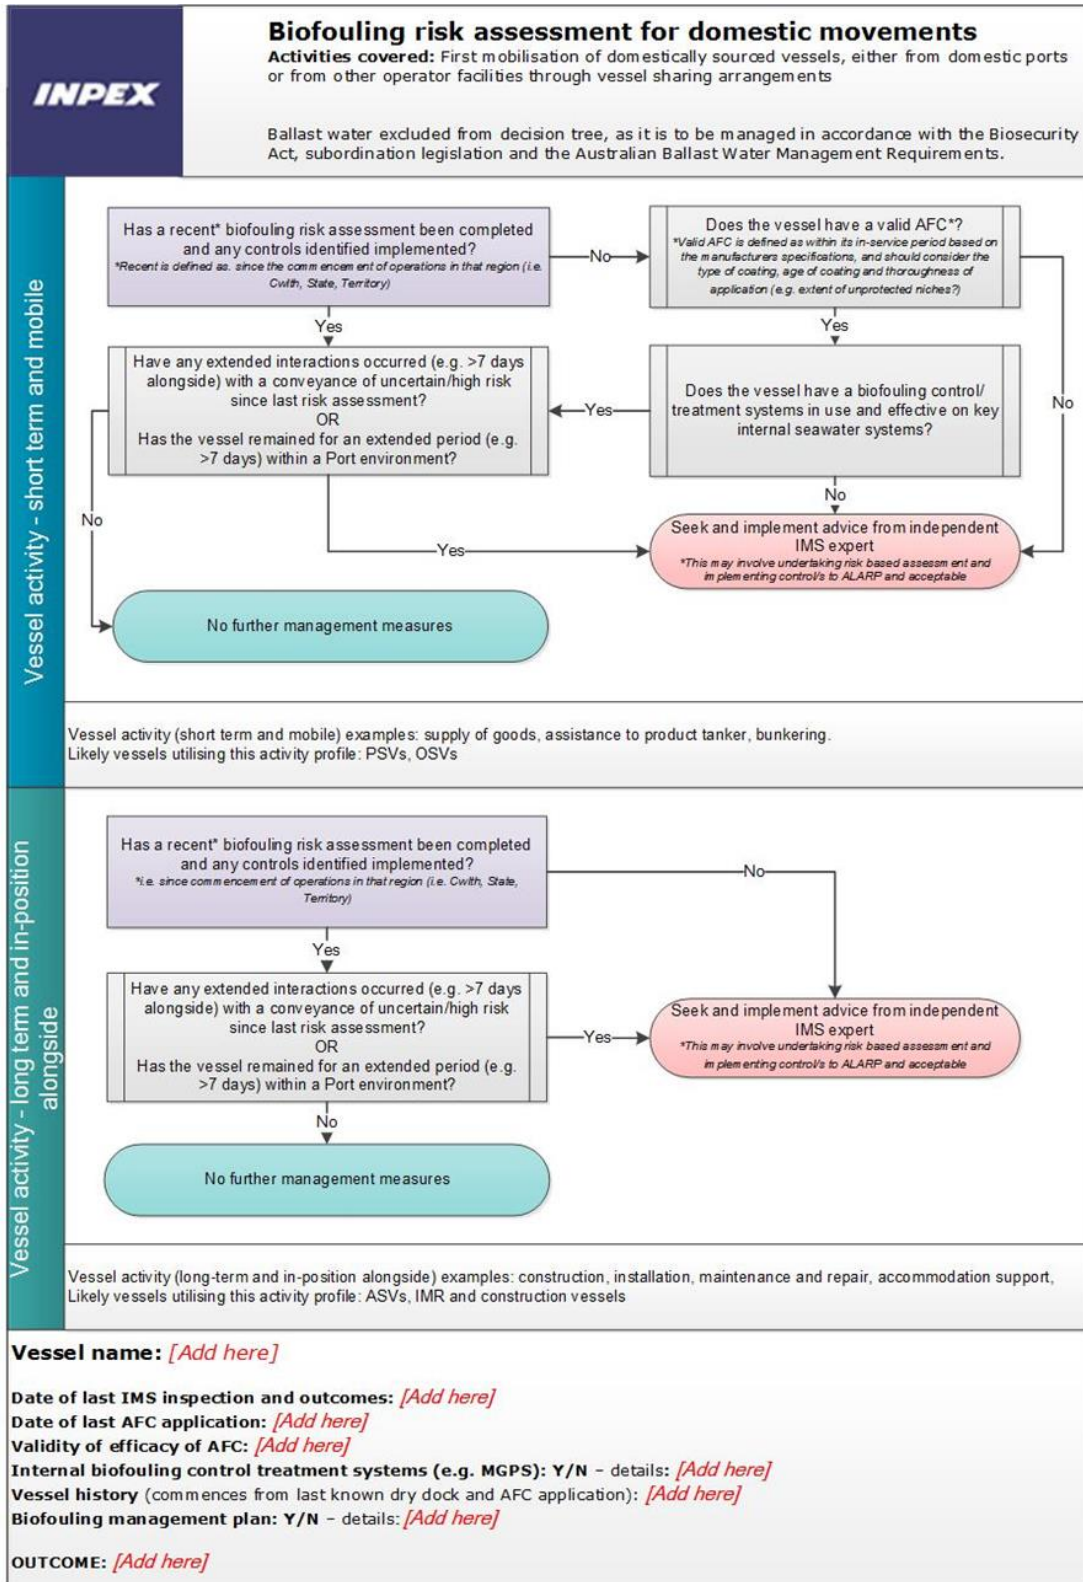 INPEX
Biofouling risk assessment for domestic movements
Activities covered: First mobilisation of domestically sourced vessels, either from domestic ports
or from other operator facilities through vessel sharing arrangements
Ballast water excluded from decision tree, as it is to be managed in accordance with the Biosecurity
Act, subordination legislation and the Australian Ballast Water Management Requirements.
Vessel activity - short term and mobile
Has a recent* biofouling risk assessment been completed
and any controls identified implemented?
*Recent is defined as. since the commencement of operations in that region (i.e.
Cwlth, State, Territory)
No
Does the vessel have a valid AFC*?
*Valid AFC is defined as within its in-service period based on
the manufacturers specifications, and should consider the
type of coating, age of coating and thoroughness of
application (e.g. extent of unprotected niches?)
Yes
Yes
Have any extended interactions occurred (e.g. >7 days
alongside) with a conveyance of uncertain/high risk
since last risk assessment?
OR
Has the vessel remained for an extended period (e.g.
>7 days) within a Port environment?
Yes
Does the vessel have a biofouling control/
treatment systems in use and effective on key
internal seawater systems?
No
No
No
Yes
Seek and implement advice from independent
IMS expert
*This may involve undertaking risk based assessment and
implementing control/s to ALARP and acceptable
No further management measures
Vessel activity (short term and mobile) examples: supply of goods, assistance to product tanker, bunkering.
Likely vessels utilising this activity profile: PSVs, OSVs
Vessel activity - long term and in-position
alongside
Has a recent* biofouling risk assessment been completed
and any controls identified implemented?
*i.e. since commencement of operations in that region (i.e. Cwlth, State,
Territory)
No
Yes
Have any extended interactions occurred (e.g. >7 days
alongside) with a conveyance of uncertain/high risk
since last risk assessment?
OR
Has the vessel remained for an extended period (e.g.
>7 days) within a Port environment?
Yes
Seek and implement advice from independent
IMS expert
*This may involve undertaking risk based assessment and
implementing control/s to ALARP and acceptable
No
No further management measures
Vessel activity (long-term and in-position alongside) examples: construction, installation, maintenance and repair, accommodation support,
Likely vessels utilising this activity profile: ASVs, IMR and construction vessels
Vessel name: [Add here]
Date of last IMS inspection and outcomes: [Add here]
Date of last AFC application: [Add here]
Validity of efficacy of AFC: [Add here]
Internal biofouling control treatment systems (e.g. MGPS): Y/N – details: [Add here]
Vessel history (commences from last known dry dock and AFC application): [Add here]
Biofouling management plan: Y/N – details: [Add here]
OUTCOME: [Add here]